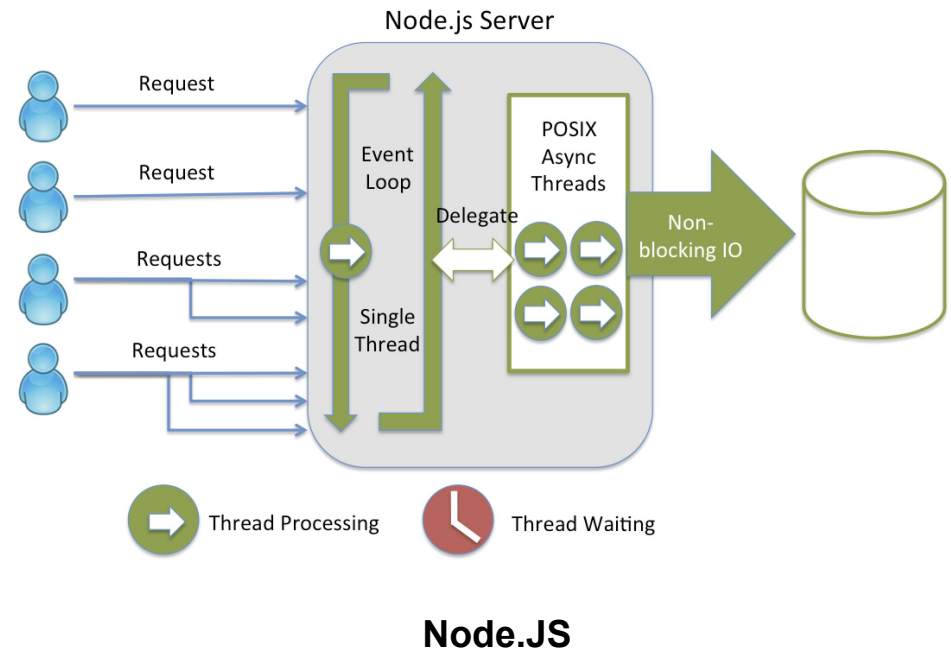 Node.js Server
Request
Request
Requests
Requests
Event
Loop
Single
Thread
Delegate
POSIX
Async
Threads
Non-
blocking IO
Thread Processing
Thread Waiting
Node.JS